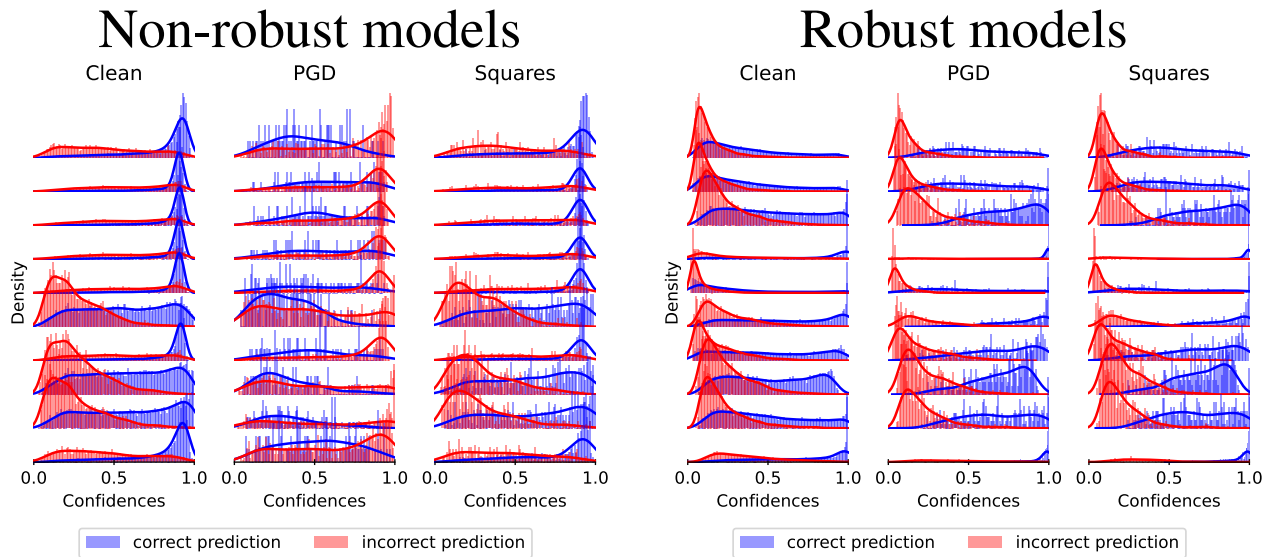 Non-robust models Robust models
Clean PGD Squares Clean PGD Squares
Density Density
0.0 0.5 1.0 0.0 0.5 1.0 0.0 0.5 1.0 0.0 0.5 1.0 0.0 0.5 1.0 0.0 0.5 1.0
Confidences Confidences Confidences Confidences Confidences Confidences
correct prediction incorrect prediction correct prediction incorrect prediction